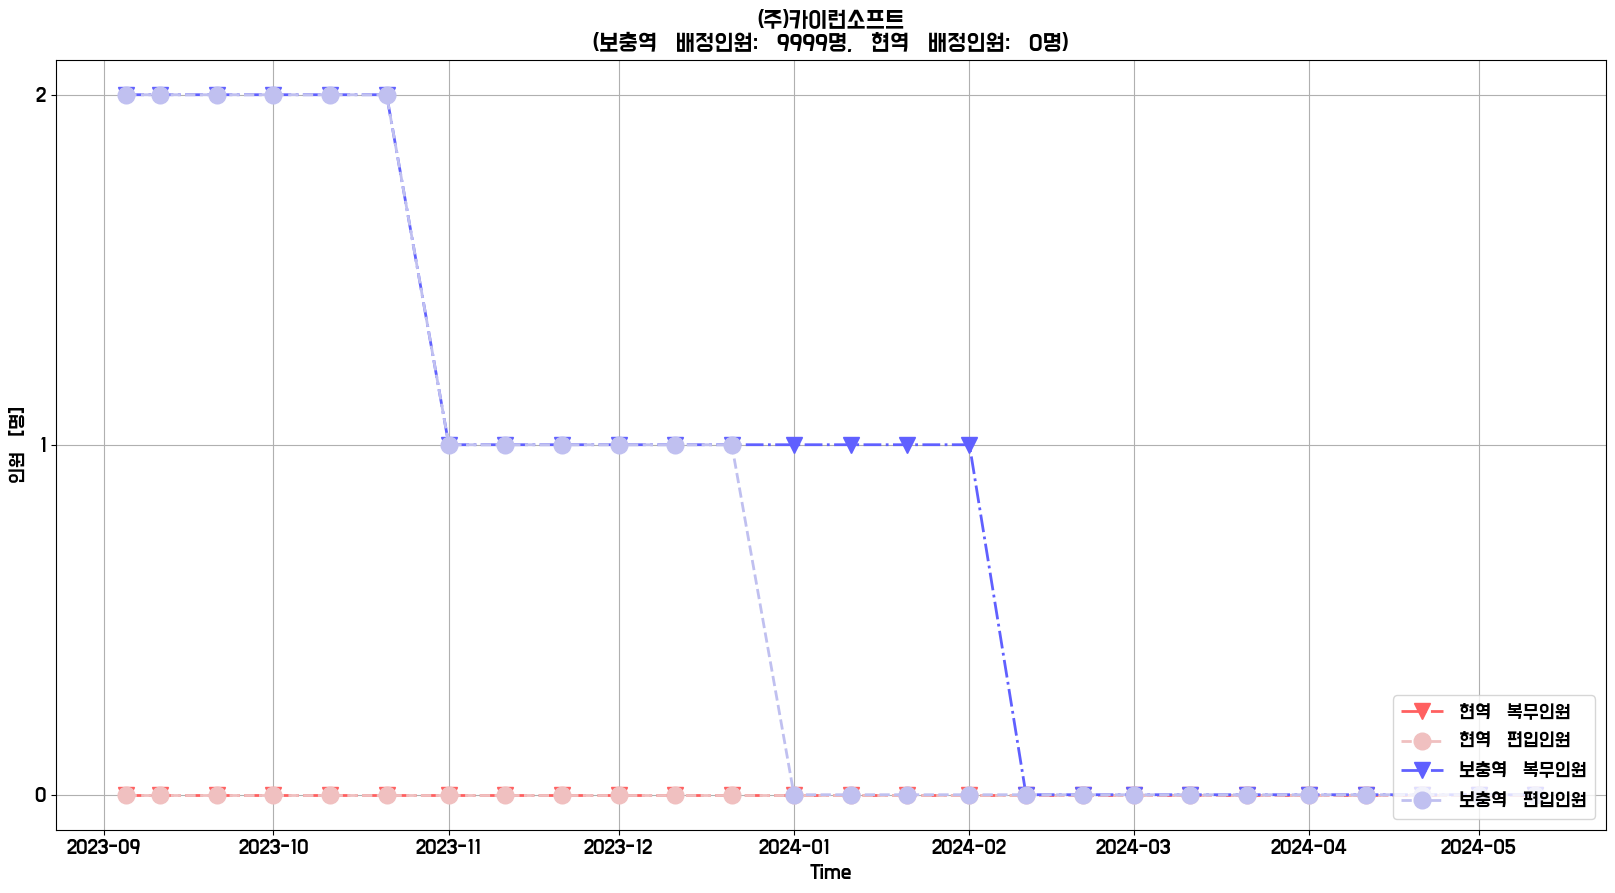 (주)카이런소프트
(보충역 배정인원: 9999명, 현역 배정인원: 0명)
2
1
0
인원 [명]
2023-09 2023-10 2023-11 2023-12 2024-01 2024-02 2024-03 2024-04 2024-05
Time
현역 복무인원
현역 편입인원
보충역 복무인원
보충역 편입인원